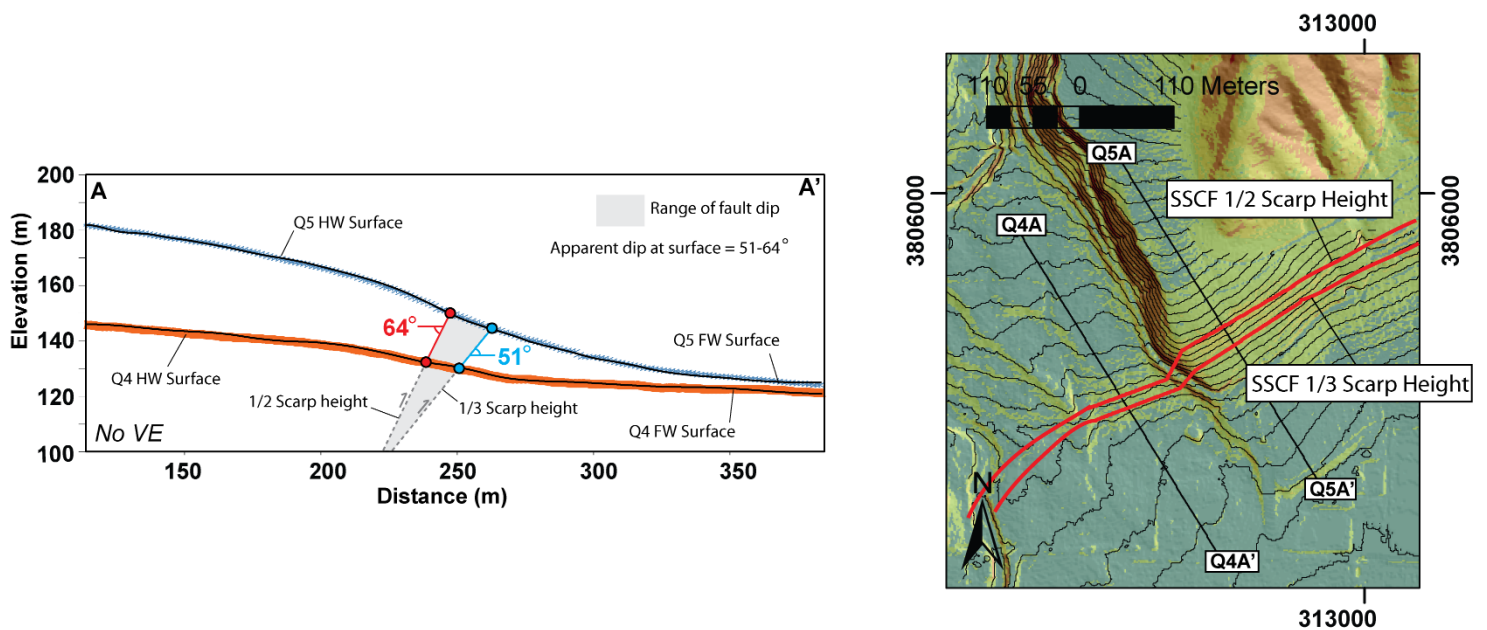 A
A'
200
180
160
140
120
100
Elevation (m)
Q5 HW Surface
Range of fault dip
Apparent dip at surface = 51-64°
64°
51°
Q5 FW Surface
Q4 HW Surface
1/2 Scarp height
1/3 Scarp height
Q4 FW Surface
No VE
150
200
250
300
350
Distance (m)
313000
110 55 0 110 Meters
Q5A
SSCF 1/2 Scarp Height
3806000
3806000
Q4A
SSCF 1/3 Scarp Height
N
Q5A'
Q4A'
313000